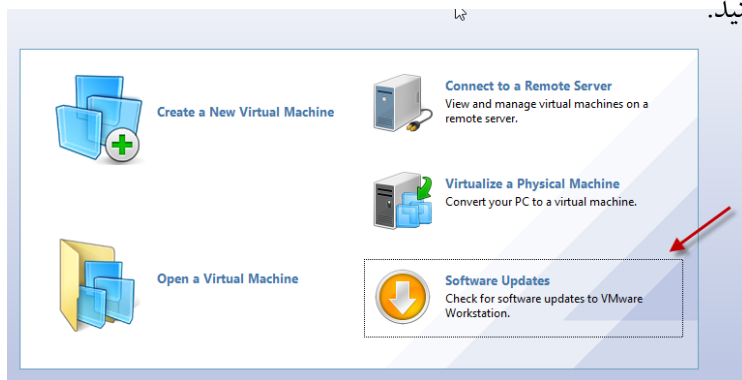 Create a New Virtual Machine
Open a Virtual Machine
Connect to a Remote Server
View and manage virtual machines on a
remote server.
Virtualize a Physical Machine
Convert your PC to a virtual machine.
Software Updates
Check for software updates to VMware
Workstation.